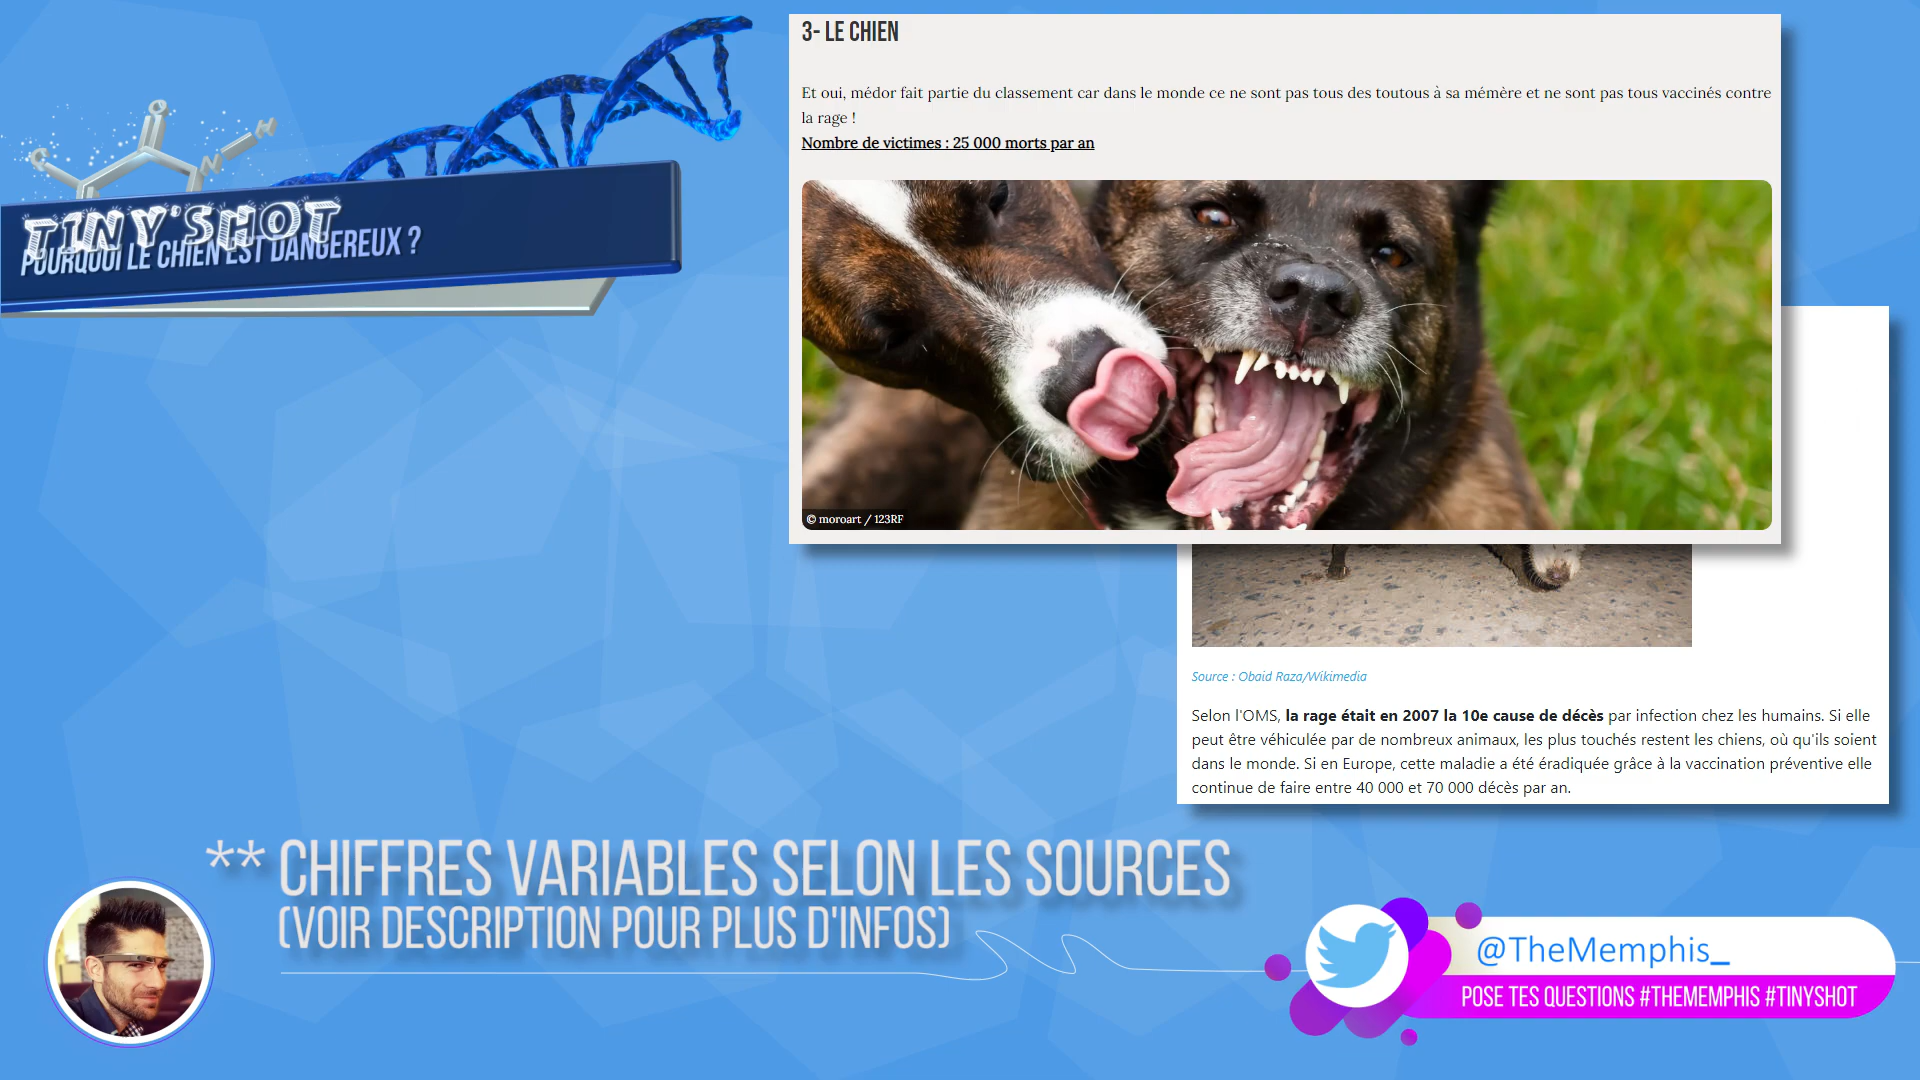 3- LE CHIEN
Et oui, médor fait partie du classement car dans le monde ce ne sont pas tous des toutous à sa mémère et ne sont pas tous vaccinés contre
la rage !
Nombre de victimes : 25 000 morts par an
© moroart / 123RF
C
O
N
H
TINY'SHOT
POURQUOI LE CHIEN EST DANGEREUX ?
Source : Obaid Raza/Wikimedia
Selon l'OMS, la rage était en 2007 la 10e cause de décès par infection chez les humains. Si elle
peut être véhiculée par de nombreux animaux, les plus touchés restent les chiens, où qu'ils soient
dans le monde. Si en Europe, cette maladie a été éradiquée grâce à la vaccination préventive elle
continue de faire entre 40 000 et 70 000 décès par an.
** CHIFFRES VARIABLES SELON LES SOURCES
(VOIR DESCRIPTION POUR PLUS D'INFOS)
@TheMemphis_
POSE TES QUESTIONS #THEMEMPHIS #TINYSHOT